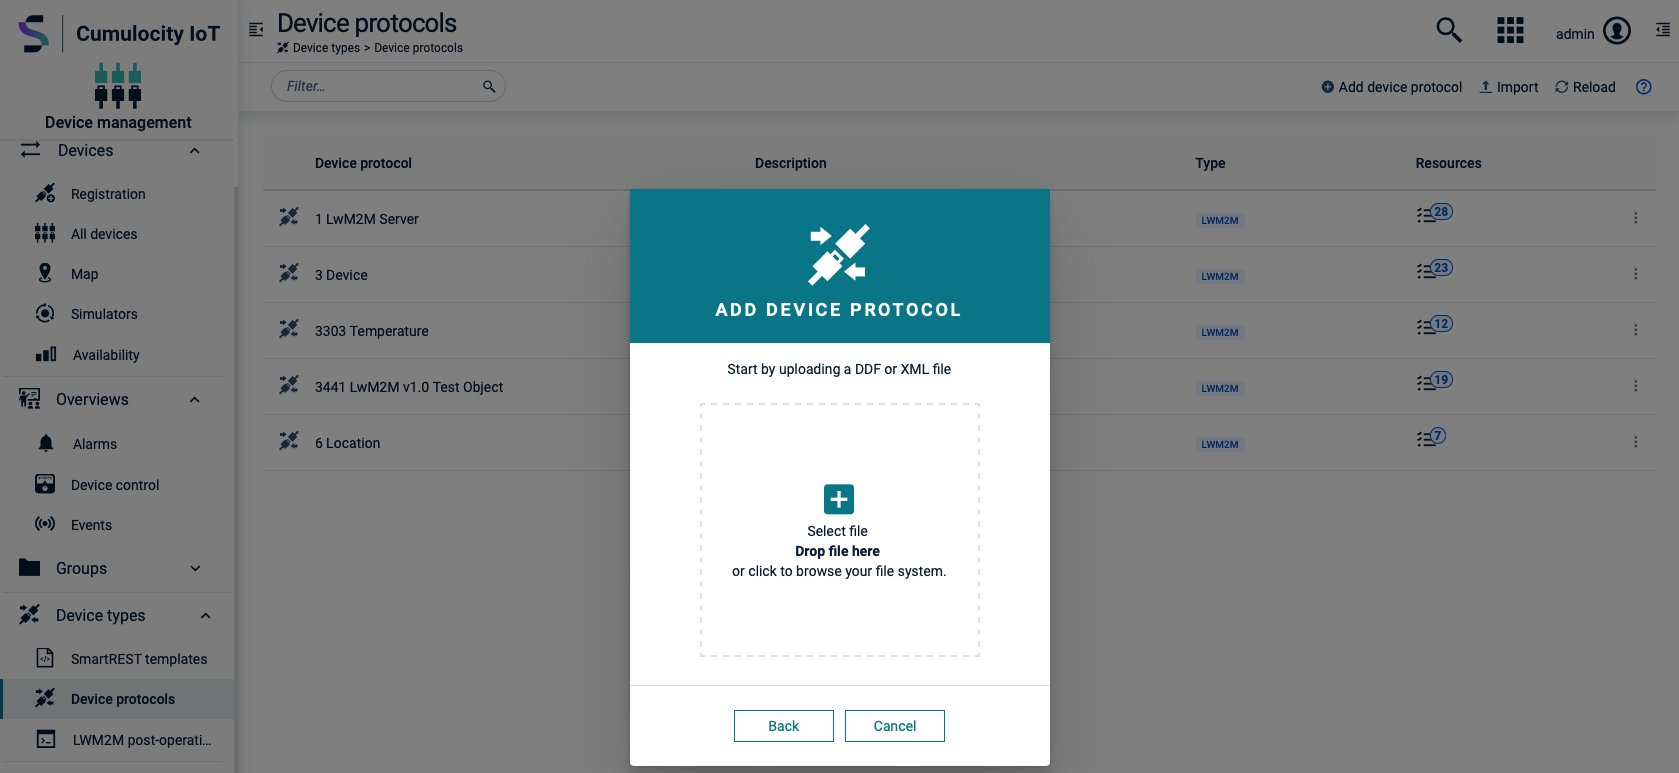 Cumulocity IoT
Device management
Devices
Registration
All devices
Map
Simulators
Availability
Overviews
Alarms
Device control
Events
Groups
Device types
SmartREST templates
Device protocols
LWM2M post-operati...
Device protocols
Device types > Device protocols
admin
Filter...
Add device protocol
Import
Reload
Device protocol
Description
Type
Resources
1 LwM2M Server
LWM2M
28
3 Device
LWM2M
23
3303 Temperature
LWM2M
12
3441 LwM2M v1.0 Test Object
LWM2M
19
6 Location
LWM2M
7
ADD DEVICE PROTOCOL
Start by uploading a DDF or XML file
Select file
Drop file here
or click to browse your file system.
Back
Cancel